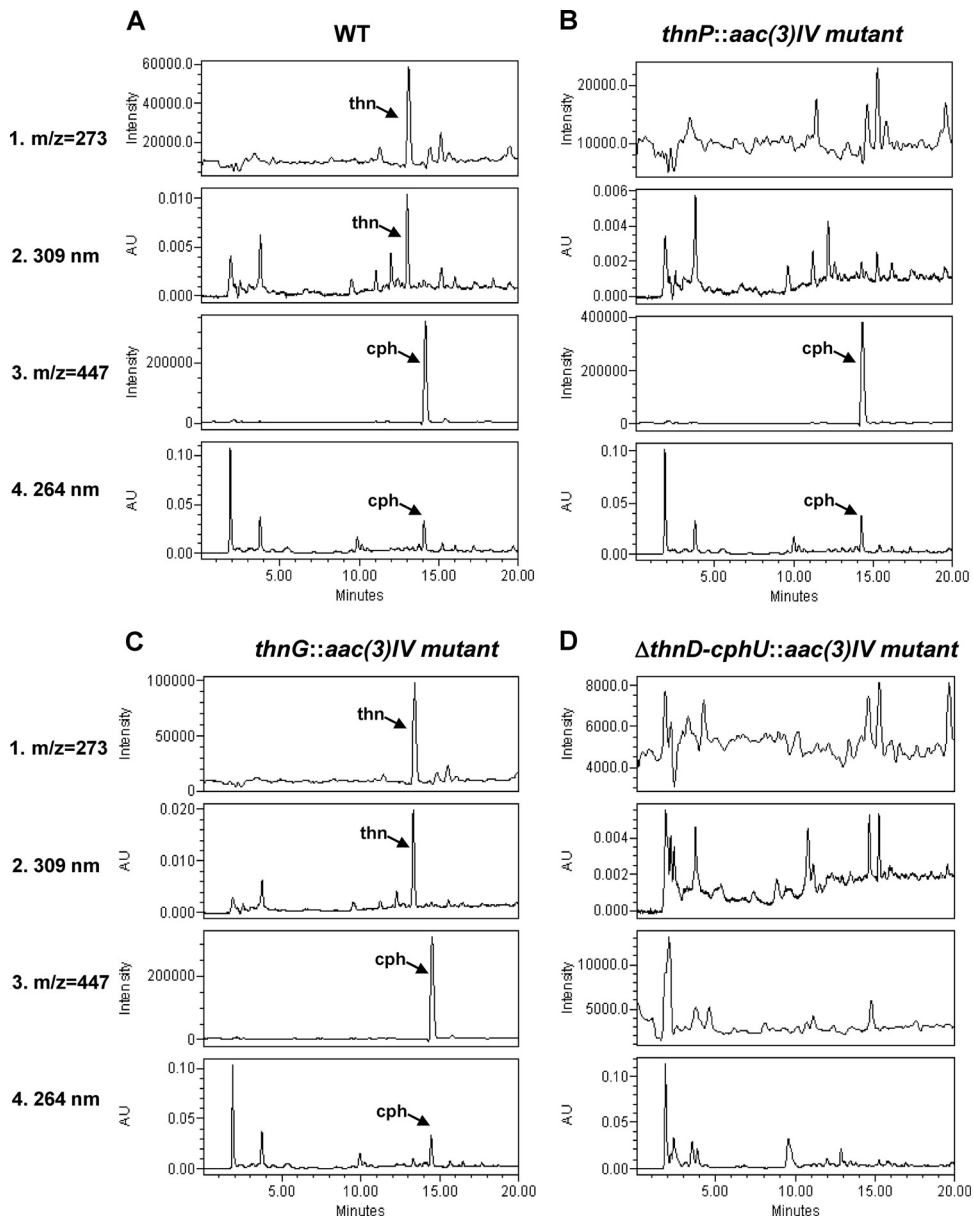 A
WT
1. m/z=273
Intensity
60000.0
40000.0
20000.0
thn
2. 309 nm
AU
0.010
0.005
0.000
thn
3. m/z=447
Intensity
200000
0
cph
4. 264 nm
AU
0.10
0.05
0.00
cph
5.00 10.00 15.00 20.00
Minutes
B
thnP::aac(3)IV mutant
Intensity
20000.0
10000.0
AU
0.006
0.004
0.002
0.000
Intensity
400000
200000
0
cph
AU
0.10
0.05
0.00
cph
5.00 10.00 15.00 20.00
Minutes
C
thnG::aac(3)IV mutant
1. m/z=273
Intensity
100000
50000
0
thn
2. 309 nm
AU
0.020
0.010
0.000
thn
3. m/z=447
Intensity
200000
0
cph
4. 264 nm
AU
0.10
0.05
0.00
cph
5.00 10.00 15.00 20.00
Minutes
D
ΔthnD-cphU::aac(3)IV mutant
Intensity
8000.0
6000.0
4000.0
AU
0.004
0.002
0.000
Intensity
10000.0
5000.0
AU
0.10
0.05
0.00
5.00 10.00 15.00 20.00
Minutes